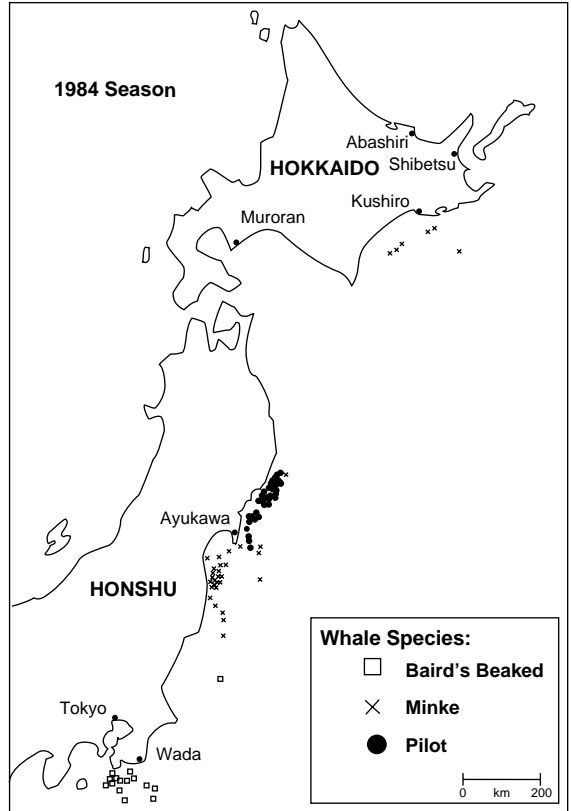 1984 Season
Abashiri
HOKKAIDO
Shibetsu
Kushiro
Muroran
Ayukawa
HONSHU
Tokyo
Wada
Whale Species:
Baird's Beaked
Minke
Pilot
0 km 200